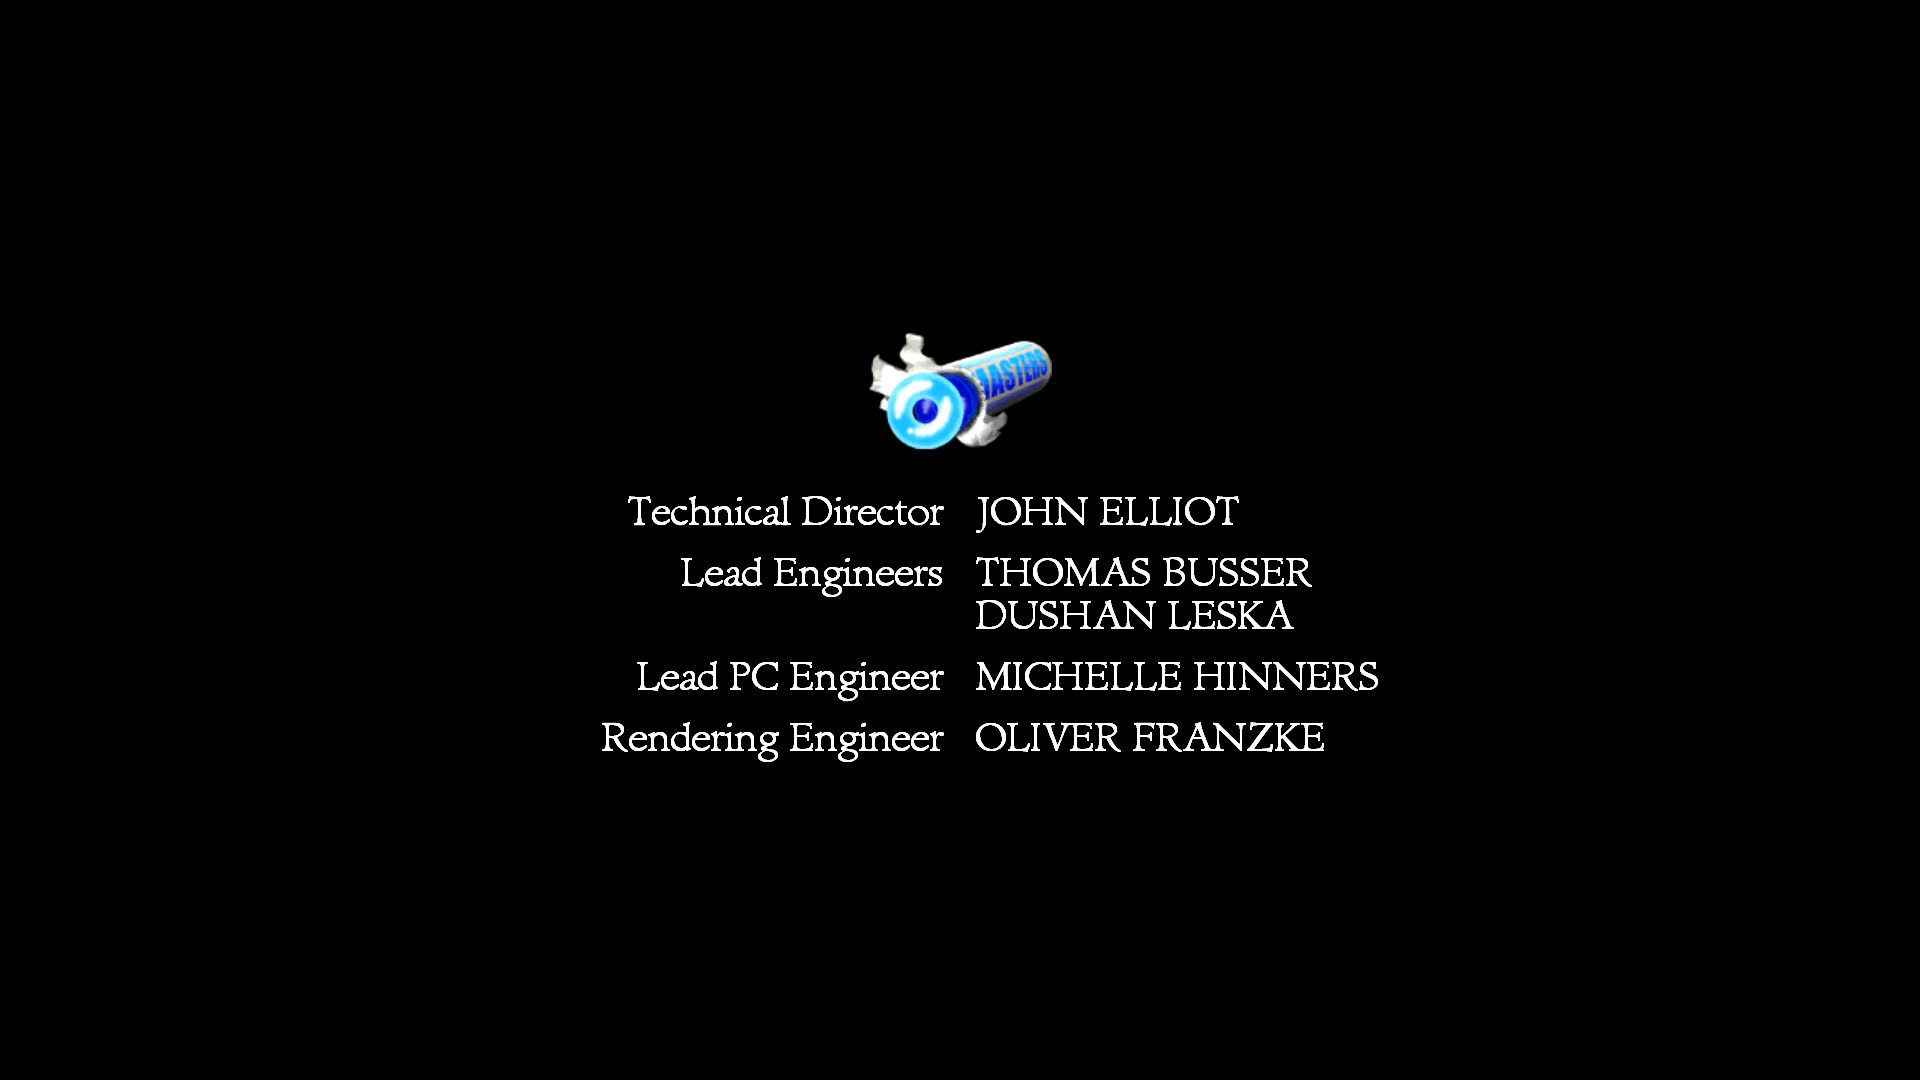 MASTERS
Technical Director JOHN ELLIOT
Lead Engineers THOMAS BUSSER
DUSHAN LESKA
Lead PC Engineer MICHELLE HINNERS
Rendering Engineer OLIVER FRANZKE